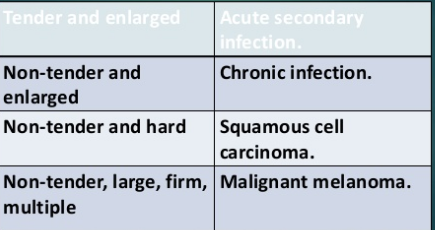 Tender and enlarged
Acute secondary
infection.
Non-tender and
enlarged
Chronic infection.
Non-tender and hard
Squamous cell
carcinoma.
Non-tender, large, firm,
multiple
Malignant melanoma.